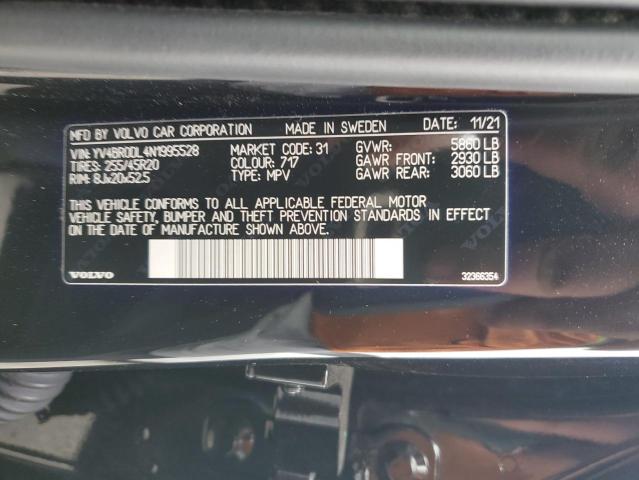 MFD BY VOLVO CAR CORPORATION MADE IN SWEDEN DATE: 11/21
VIN: YV4BR0DL4N1995528 MARKET CODE: 31 GVWR: 5860 LB
TIRES: 255/45R20 COLOUR: 717 GAWR FRONT: 2930 LB
RIM: 8Jx20x52.5 TYPE: MPV GAWR REAR: 3060 LB
THIS VEHICLE CONFORMS TO ALL APPLICABLE FEDERAL MOTOR
VEHICLE SAFETY, BUMPER AND THEFT PREVENTION STANDARDS IN EFFECT
ON THE DATE OF MANUFACTURE SHOWN ABOVE.
VOLVO 32366354